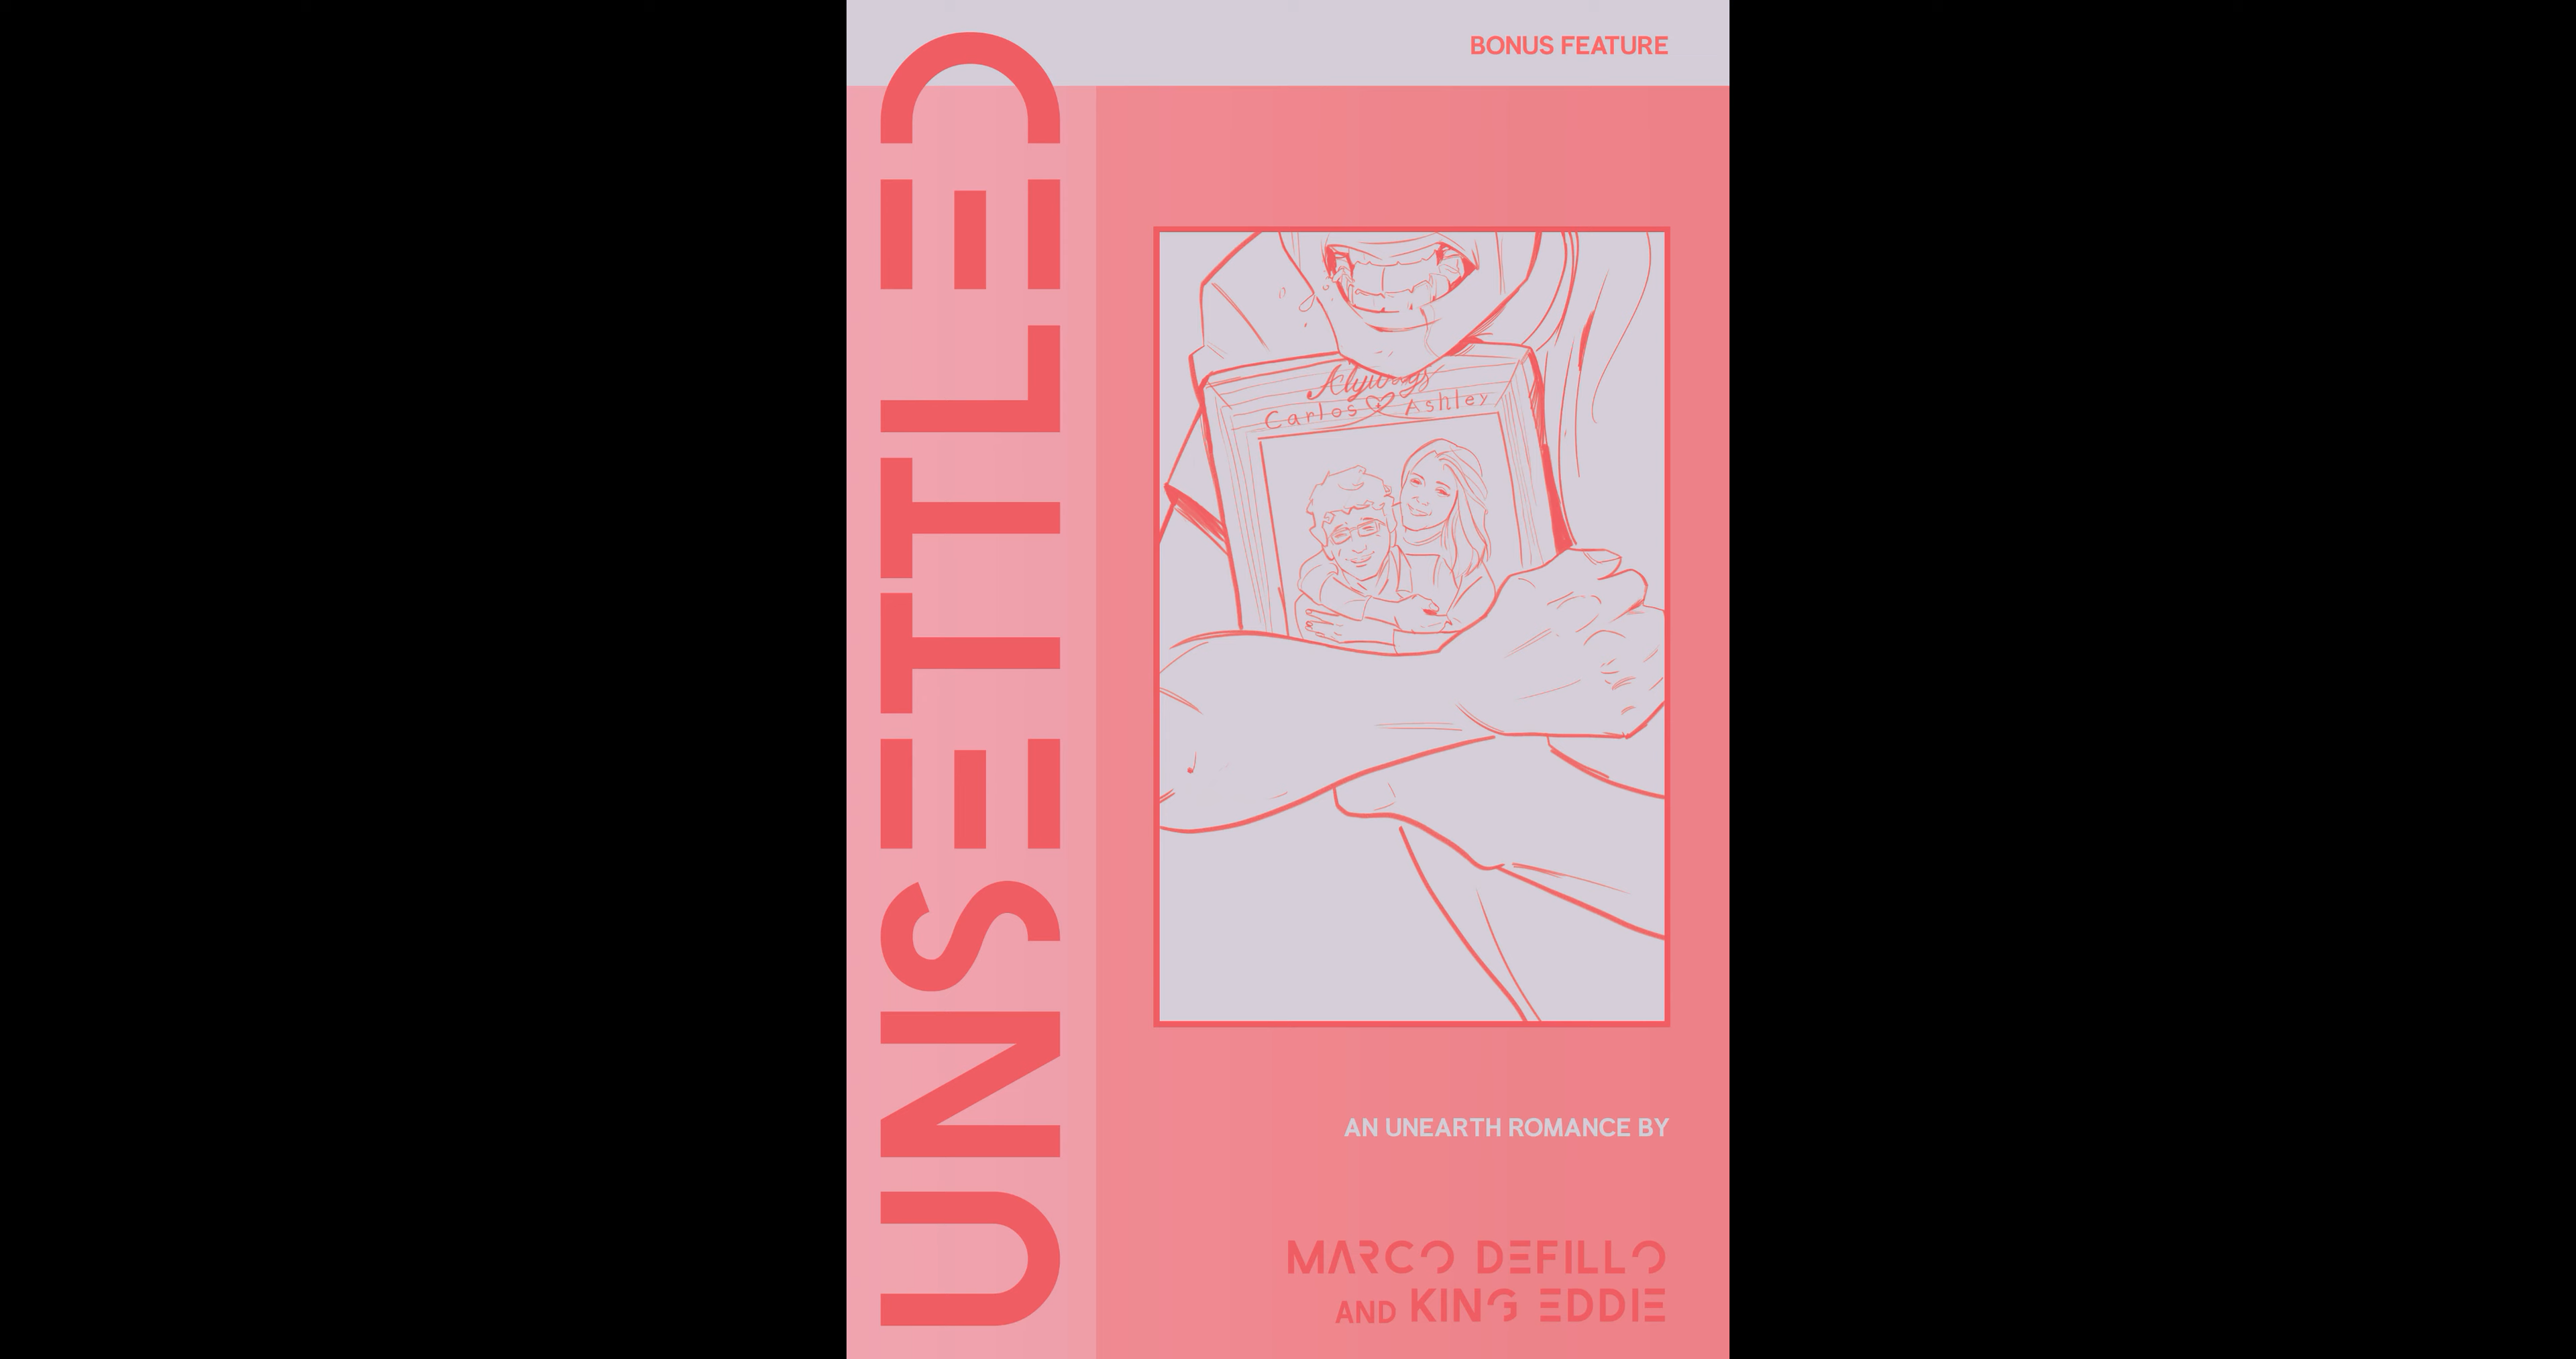 BONUS FEATURE
UNSETTLED
Always
Carlos Ashley
AN UNEARTH ROMANCE BY
MARCO DEFILLO
AND KING EDDIE